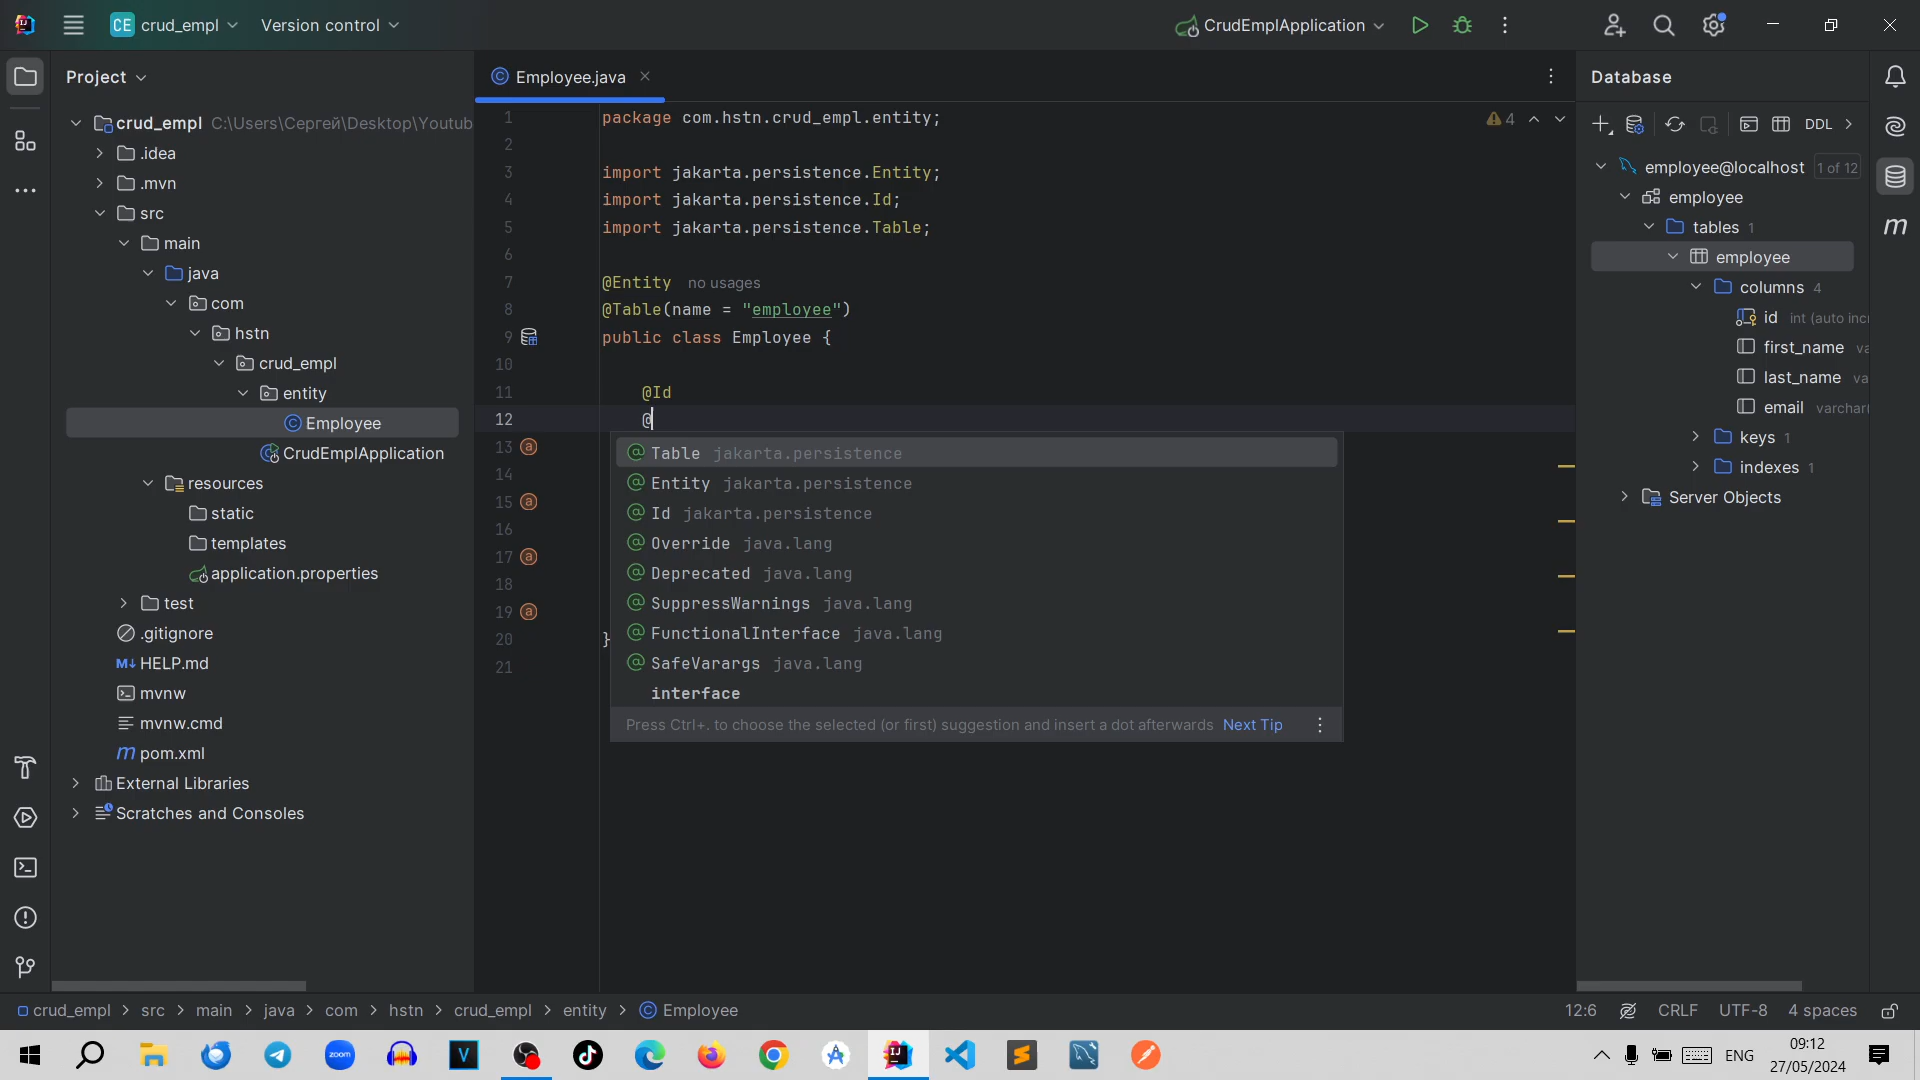 CE crud_empl Version control CrudEmplApplication
Project
crud_empl C:\Users\Сергей\Desktop\Youtub
.idea
.mvn
src
main
java
com
hstn
crud_empl
entity
Employee
CrudEmplApplication
resources
static
templates
application.properties
test
.gitignore
HELP.md
mvnw
mvnw.cmd
pom.xml
External Libraries
Scratches and Consoles
Employee.java
4
1 package com.hstn.crud_empl.entity;
2
3 import jakarta.persistence.Entity;
4 import jakarta.persistence.Id;
5 import jakarta.persistence.Table;
6
7 @Entity no usages
8 @Table(name = "employee")
9 public class Employee {
10
11 @Id
12 @
13
14
15
16
17
18
19
20 }
21
Table jakarta.persistence
Entity jakarta.persistence
Id jakarta.persistence
Override java.lang
Deprecated java.lang
SuppressWarnings java.lang
FunctionalInterface java.lang
SafeVarargs java.lang
interface
Press Ctrl+. to choose the selected (or first) suggestion and insert a dot afterwards Next Tip
Database
DDL
employee@localhost 1 of 12
employee
tables 1
employee
columns 4
id int (auto incr
first_name va
last_name va
email varchar(
keys 1
indexes 1
Server Objects
crud_empl > src > main > java > com > hstn > crud_empl > entity > Employee
12:6 CRLF UTF-8 4 spaces
zoom
ENG
09:12
27/05/2024